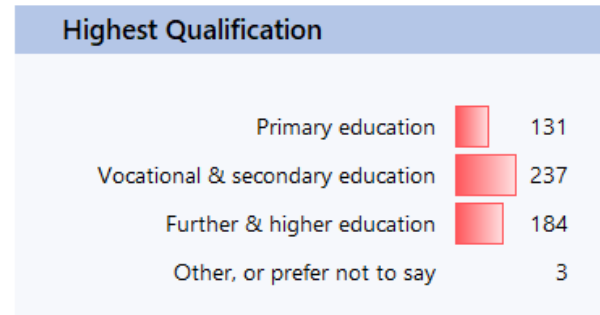 Highest Qualification
Primary education 131
Vocational & secondary education 237
Further & higher education 184
Other, or prefer not to say 3